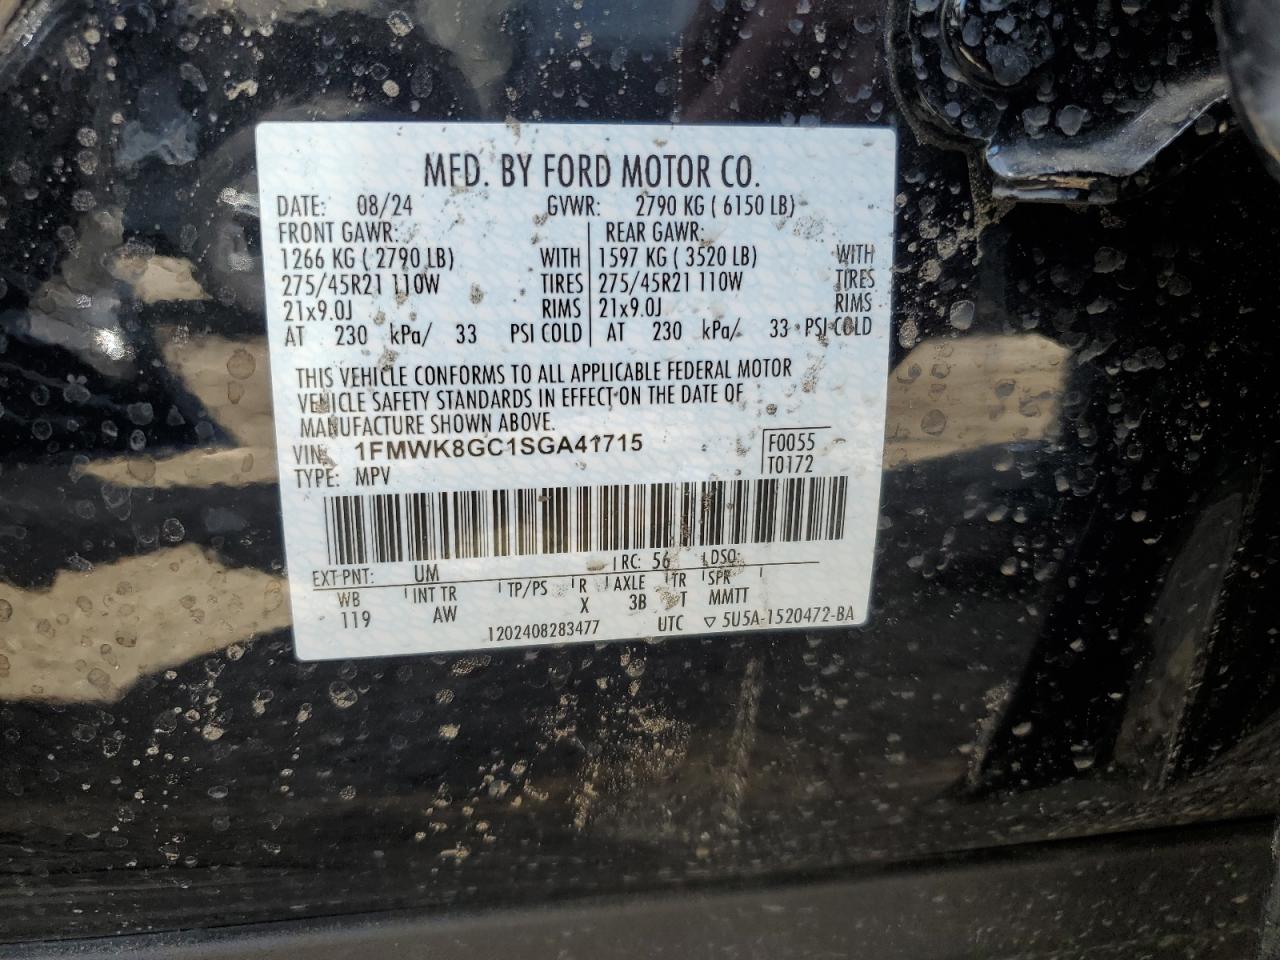 MFD. BY FORD MOTOR CO.
DATE: 08/24 GVWR: 2790 KG ( 6150 LB)
FRONT GAWR: REAR GAWR:
1266 KG ( 2790 LB) WITH 1597 KG ( 3520 LB) WITH
275/45R21 110W TIRES 275/45R21 110W TIRES
21x9.0J RIMS 21x9.0J RIMS
AT 230 kPa/ 33 PSI COLD AT 230 kPa/ 33 PSI COLD
THIS VEHICLE CONFORMS TO ALL APPLICABLE FEDERAL MOTOR
VEHICLE SAFETY STANDARDS IN EFFECT ON THE DATE OF
MANUFACTURE SHOWN ABOVE.
VIN: 1FMWK8GC1SGA41715 F0055
TYPE: MPV T0172
EXT PNT: UM RC: 56 DSO:
WB INT TR TP/PS R AXLE TR SPR
119 AW X 3B T MMTT
1202408283477 UTC ▽ 5U5A-1520472-BA